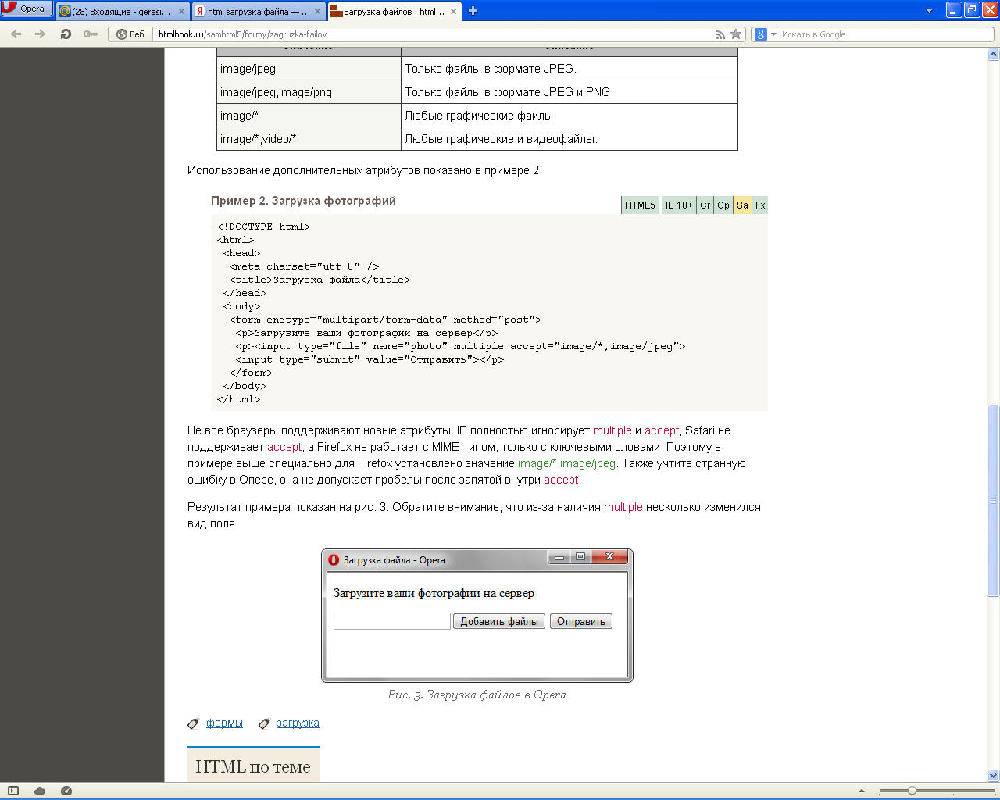 Opera
(28) Входящие - gerasi...
html загрузка файла — ...
Загрузка файлов | html...
Веб
htmlbook.ru/samhtml5/formy/zagruzka-failov
Искать в Google
Значение Описание
image/jpeg Только файлы в формате JPEG.
image/jpeg,image/png Только файлы в формате JPEG и PNG.
image/* Любые графические файлы.
image/*,video/* Любые графические и видеофайлы.
Использование дополнительных атрибутов показано в примере 2.
Пример 2. Загрузка фотографий
HTML5 IE 10+ Cr Op Sa Fx
<!DOCTYPE html>
<html>
<head>
<meta charset="utf-8" />
<title>Загрузка файла</title>
</head>
<body>
<form enctype="multipart/form-data" method="post">
<p>Загрузите ваши фотографии на сервер</p>
<p><input type="file" name="photo" multiple accept="image/*,image/jpeg">
<input type="submit" value="Отправить"></p>
</form>
</body>
</html>
Не все браузеры поддерживают новые атрибуты. IE полностью игнорирует multiple и accept, Safari не
поддерживает accept, а Firefox не работает с MIME-типом, только с ключевыми словами. Поэтому в
примере выше специально для Firefox установлено значение image/*,image/jpeg. Также учтите странную
ошибку в Опере, она не допускает пробелы после запятой внутри accept.
Результат примера показан на рис. 3. Обратите внимание, что из-за наличия multiple несколько изменился
вид поля.
Загрузка файла - Opera
Загрузите ваши фотографии на сервер
Добавить файлы Отправить
Рис. 3. Загрузка файлов в Opera
формы загрузка
HTML по теме